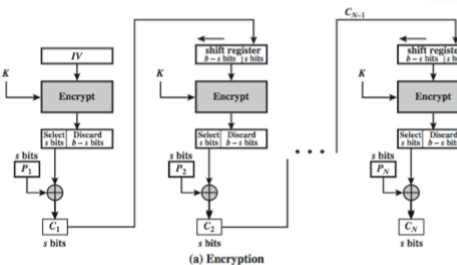 C_{N-1}
IV
shift register
b – s bits | s bits
shift register
b – s bits | s bits
K
K
K
Encrypt
Encrypt
Encrypt
Select Discard
s bits b – s bits
Select Discard
s bits b – s bits
Select Discard
s bits b – s bits
s bits
s bits
s bits
P_1
P_2
P_N
• • •
C_1
C_2
C_N
s bits
s bits
s bits
(a) Encryption